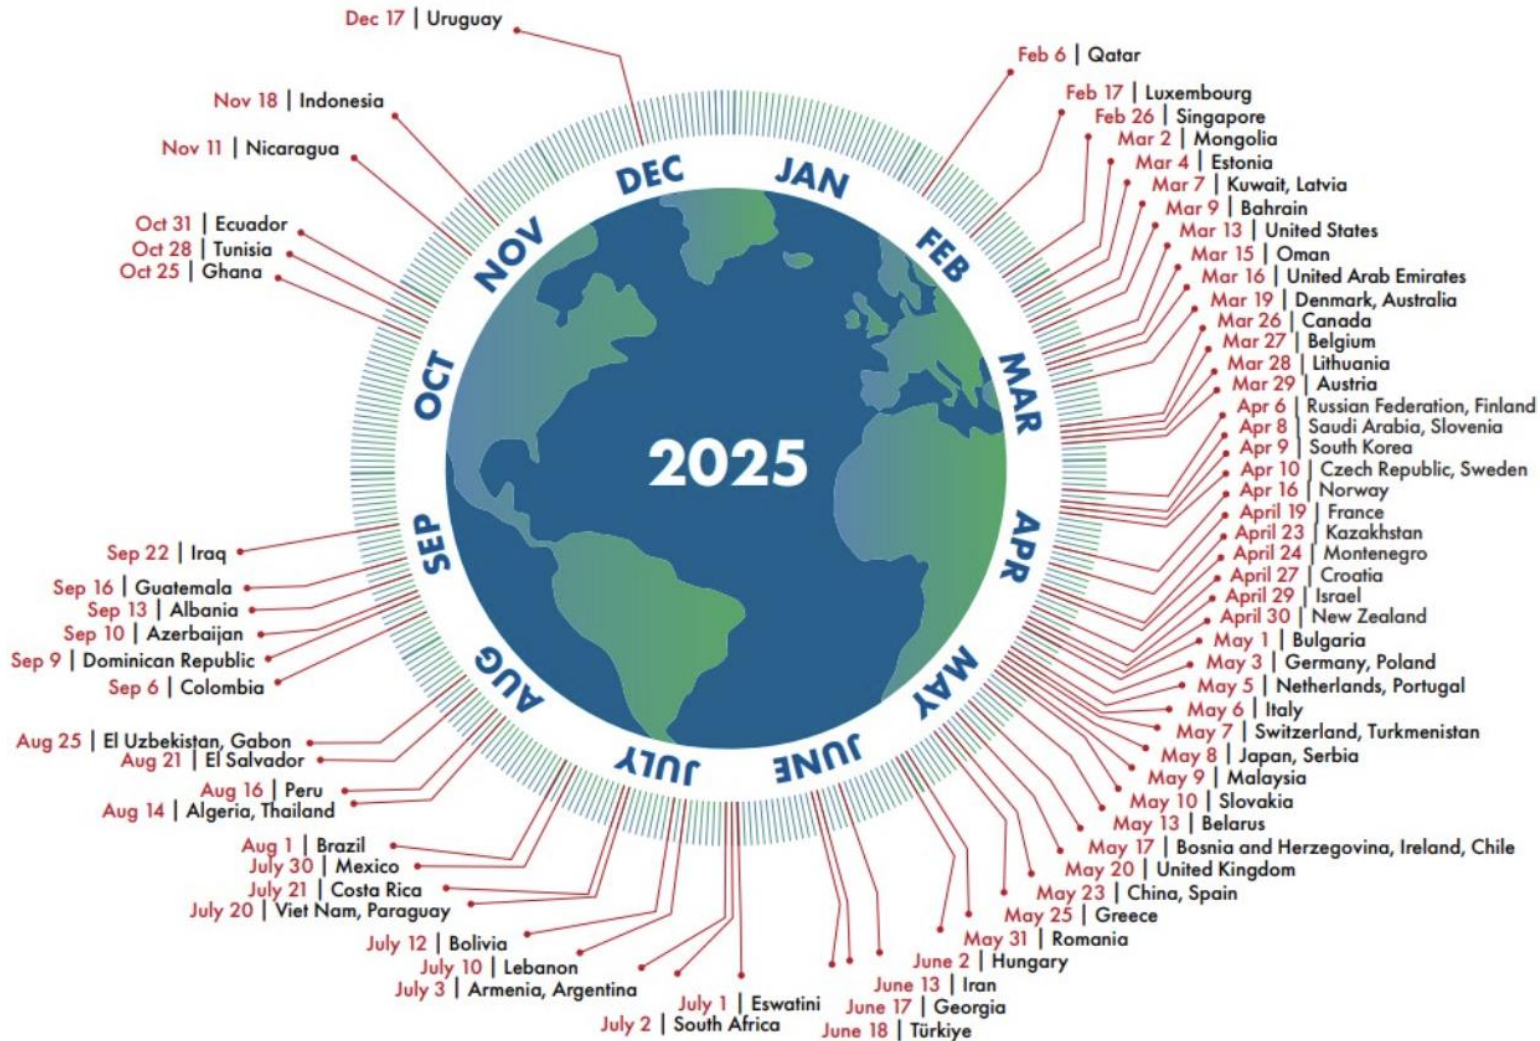 Dec 17 | Uruguay
Feb 6 | Qatar
Feb 17 | Luxembourg
Feb 26 | Singapore
Mar 2 | Mongolia
Mar 4 | Estonia
Mar 7 | Kuwait, Latvia
Mar 9 | Bahrain
Mar 13 | United States
Mar 15 | Oman
Mar 16 | United Arab Emirates
Mar 19 | Denmark, Australia
Mar 26 | Canada
Mar 27 | Belgium
Mar 28 | Lithuania
Mar 29 | Austria
Apr 6 | Russian Federation, Finland
Apr 8 | Saudi Arabia, Slovenia
Apr 9 | South Korea
Apr 10 | Czech Republic, Sweden
Apr 16 | Norway
April 19 | France
April 23 | Kazakhstan
April 24 | Montenegro
April 27 | Croatia
April 29 | Israel
April 30 | New Zealand
May 1 | Bulgaria
May 3 | Germany, Poland
May 5 | Netherlands, Portugal
May 6 | Italy
May 7 | Switzerland, Turkmenistan
May 8 | Japan, Serbia
May 9 | Malaysia
May 10 | Slovakia
May 13 | Belarus
May 17 | Bosnia and Herzegovina, Ireland, Chile
May 20 | United Kingdom
May 23 | China, Spain
May 25 | Greece
May 31 | Romania
June 2 | Hungary
June 13 | Iran
June 17 | Georgia
June 18 | Türkiye
July 1 | Eswatini
July 2 | South Africa
July 3 | Armenia, Argentina
July 10 | Lebanon
July 12 | Bolivia
July 20 | Viet Nam, Paraguay
July 21 | Costa Rica
July 30 | Mexico
Aug 1 | Brazil
Aug 14 | Algeria, Thailand
Aug 16 | Peru
Aug 21 | El Salvador
Aug 25 | El Uzbekistan, Gabon
Sep 6 | Colombia
Sep 9 | Dominican Republic
Sep 10 | Azerbaijan
Sep 13 | Albania
Sep 16 | Guatemala
Sep 22 | Iraq
Oct 25 | Ghana
Oct 28 | Tunisia
Oct 31 | Ecuador
Nov 11 | Nicaragua
Nov 18 | Indonesia
JAN
FEB
MAR
APR
MAY
JUNE
JULY
AUG
SEP
OCT
NOV
DEC
2025